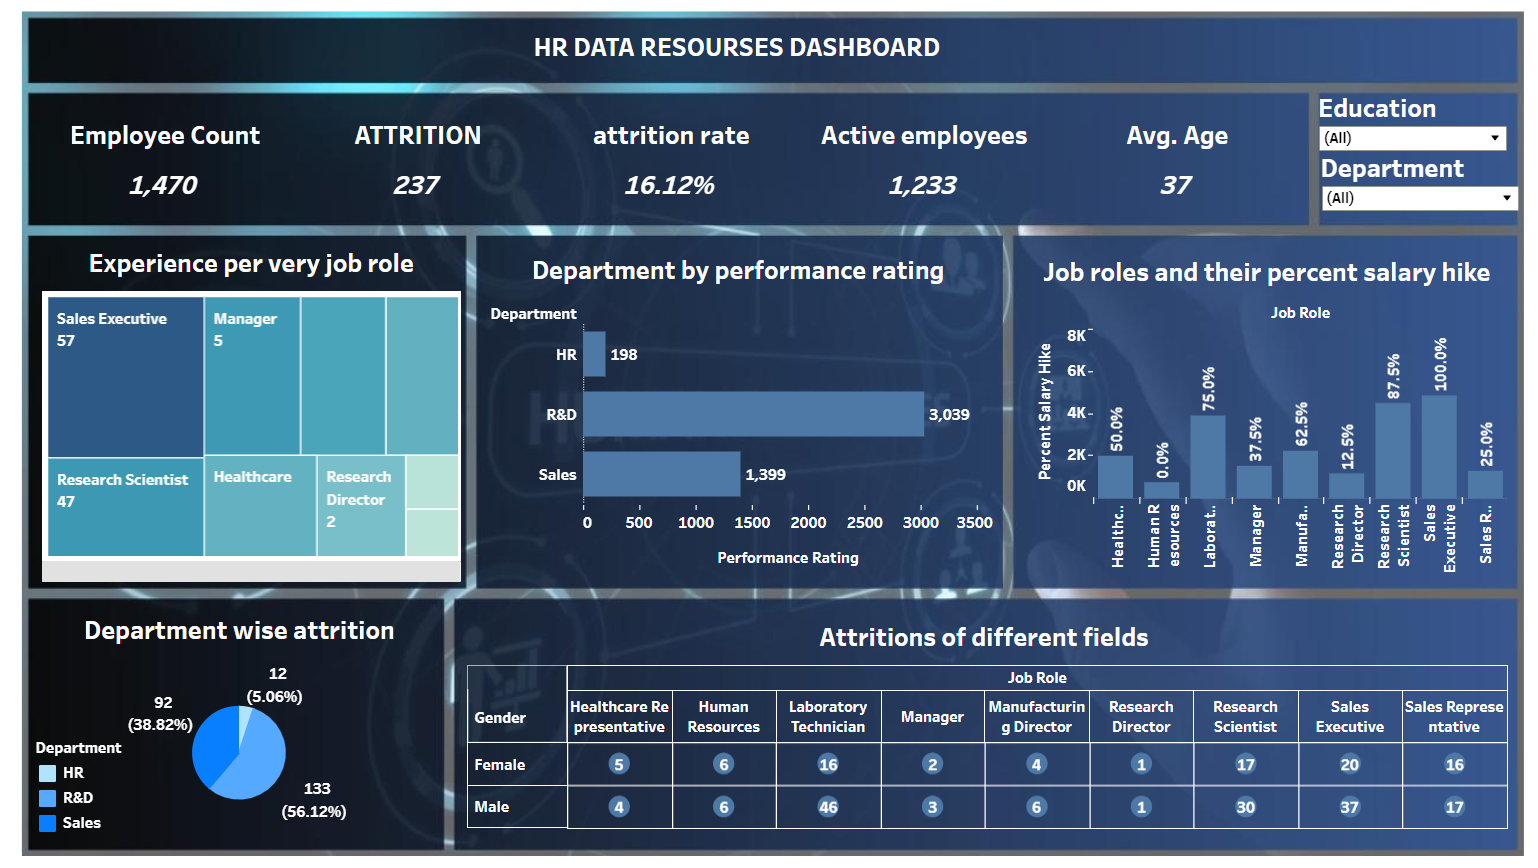 HR DATA RESOURSES DASHBOARD
Employee Count
1,470
ATTRITION
237
attrition rate
16.12%
Active employees
1,233
Avg. Age
37
Education
(All)
Department
(All)
Experience per very job role
Sales Executive
57
Manager
5
Research Scientist
47
Healthcare
Research
Director
2
Department by performance rating
Department
HR
198
R&D
3,039
Sales
1,399
0 500 1000 1500 2000 2500 3000 3500
Performance Rating
Job roles and their percent salary hike
Job Role
Percent Salary Hike
8K
6K
4K
2K
0K
50.0%
0.0%
75.0%
37.5%
62.5%
12.5%
87.5%
100.0%
25.0%
Healthc..
Human R
esources
Laborat..
Manager
Manufa..
Research
Director
Research
Scientist
Sales
Executive
Sales R..
Department wise attrition
12
(5.06%)
92
(38.82%)
133
(56.12%)
Department
HR
R&D
Sales
Attritions of different fields
Job Role
Gender
Healthcare Re
presentative
Human
Resources
Laboratory
Technician
Manager
Manufacturin
g Director
Research
Director
Research
Scientist
Sales
Executive
Sales Represe
ntative
Female 5 6 16 2 4 1 17 20 16
Male 4 6 46 3 6 1 30 37 17